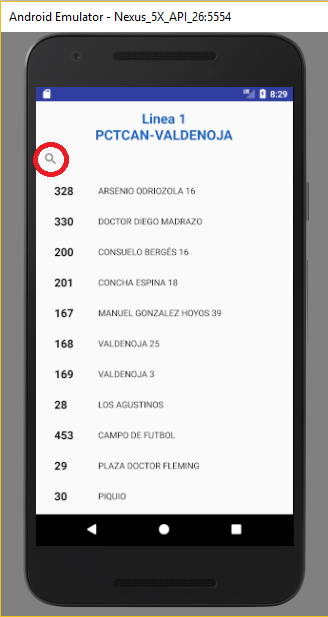 Android Emulator - Nexus_5X_API_26:5554
8:29
Linea 1
PCTCAN-VALDENOJA
328 ARSENIO ODRIOZOLA 16
330 DOCTOR DIEGO MADRAZO
200 CONSUELO BERGÉS 16
201 CONCHA ESPINA 18
167 MANUEL GONZALEZ HOYOS 39
168 VALDENOJA 25
169 VALDENOJA 3
28 LOS AGUSTINOS
453 CAMPO DE FUTBOL
29 PLAZA DOCTOR FLEMING
30 PIQUIO